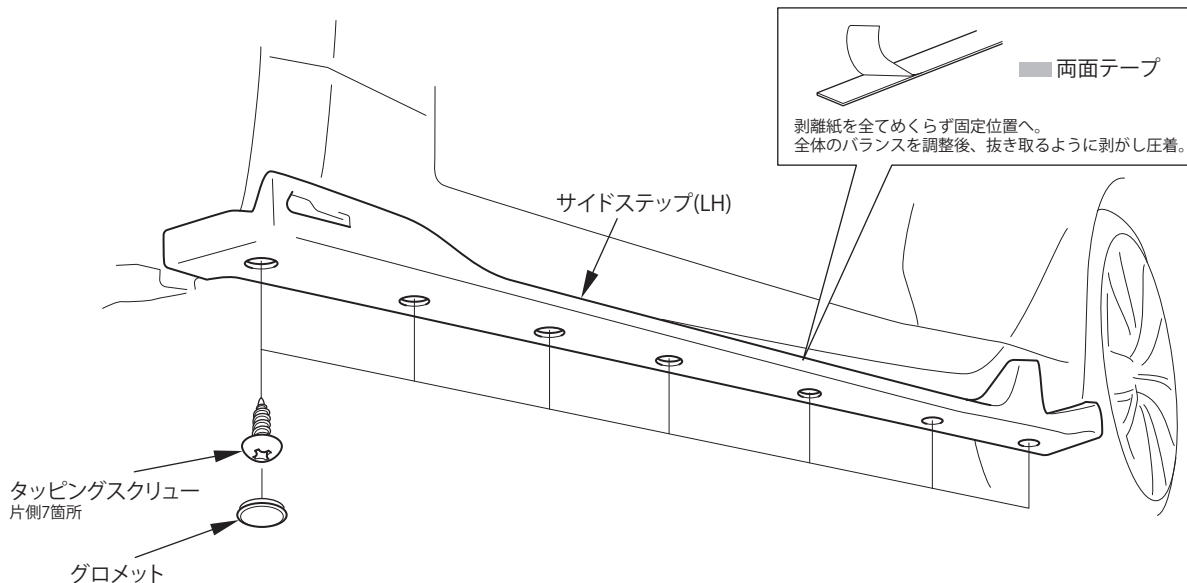 両面テープ
剥離紙を全てめくらず固定位置へ。
全体のバランスを調整後、抜き取るように剥がし圧着。
サイドステップ(LH)
タッピングスクリュー
片側7箇所
グロメット